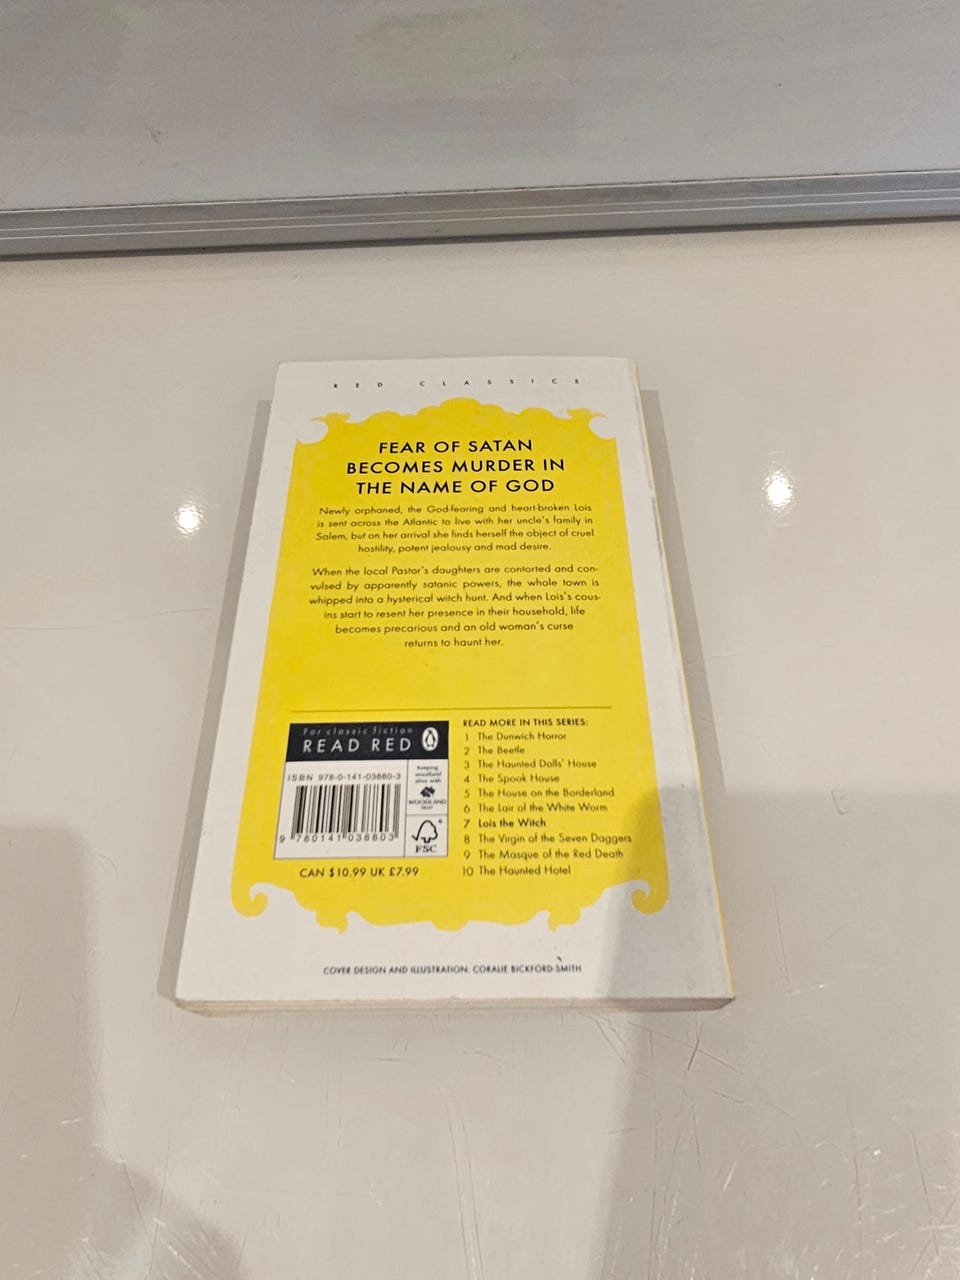 RED CLASSICS
FEAR OF SATAN
BECOMES MURDER IN
THE NAME OF GOD
Newly orphaned, the God-fearing and heart-broken Lois
is sent across the Atlantic to live with her uncle's family in
Salem, but on her arrival she finds herself the object of cruel
hostility, potent jealousy and mad desire.
When the local Pastor's daughters are contorted and con-
vulsed by apparently satanic powers, the whole town is
whipped into a hysterical witch hunt. And when Lois's cous-
ins start to resent her presence in their household, life
becomes precarious and an old woman's curse
returns to haunt her.
For classic fiction
READ RED
ISBN 978-0-141-03880-3
9 780141 038803
Keeping
woodland
alive with
WOODLAND
TRUST
FSC
CAN $10.99 UK £7.99
READ MORE IN THIS SERIES:
1 The Dunwich Horror
2 The Beetle
3 The Haunted Dolls' House
4 The Spook House
5 The House on the Borderland
6 The Lair of the White Worm
7 Lois the Witch
8 The Virgin of the Seven Daggers
9 The Masque of the Red Death
10 The Haunted Hotel
COVER DESIGN AND ILLUSTRATION: CORALIE BICKFORD-SMITH